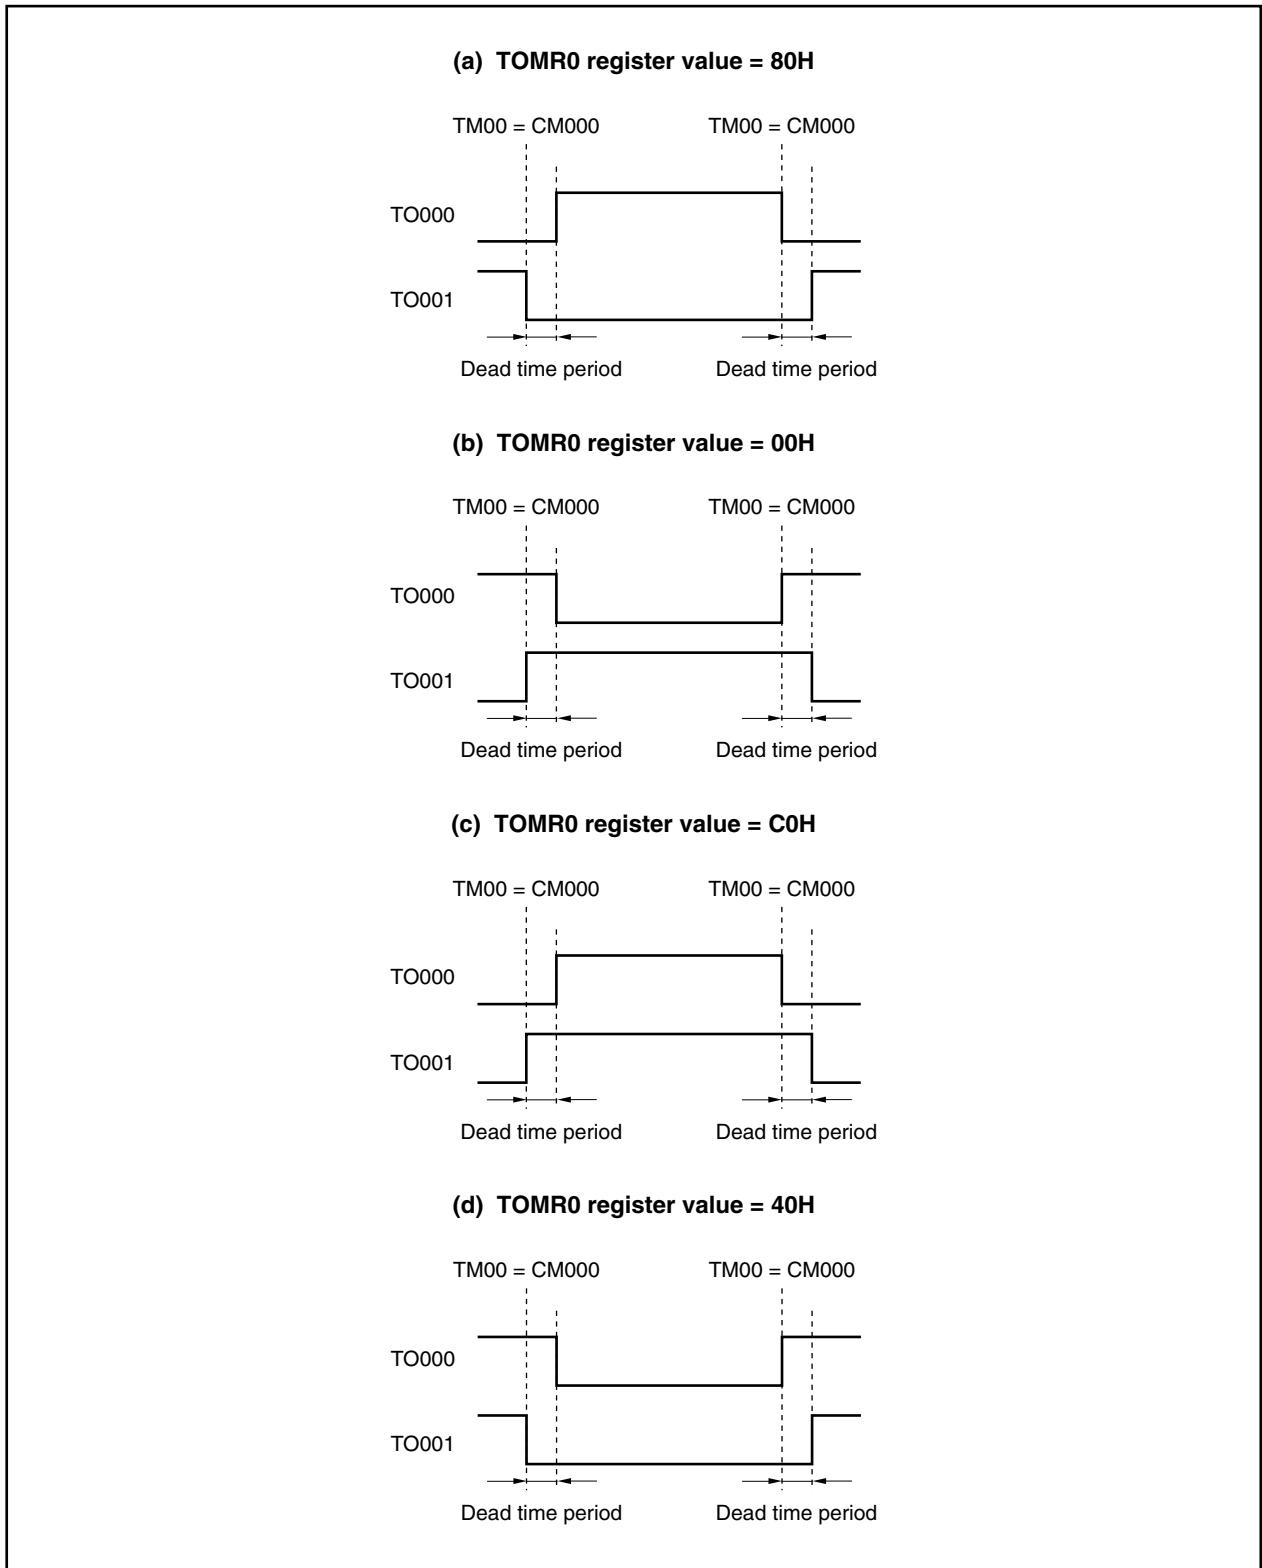 (a) TOMR0 register value = 80H
TM00 = CM000 TM00 = CM000
TO000
TO001
Dead time period Dead time period
(b) TOMR0 register value = 00H
TM00 = CM000 TM00 = CM000
TO000
TO001
Dead time period Dead time period
(c) TOMR0 register value = C0H
TM00 = CM000 TM00 = CM000
TO000
TO001
Dead time period Dead time period
(d) TOMR0 register value = 40H
TM00 = CM000 TM00 = CM000
TO000
TO001
Dead time period Dead time period